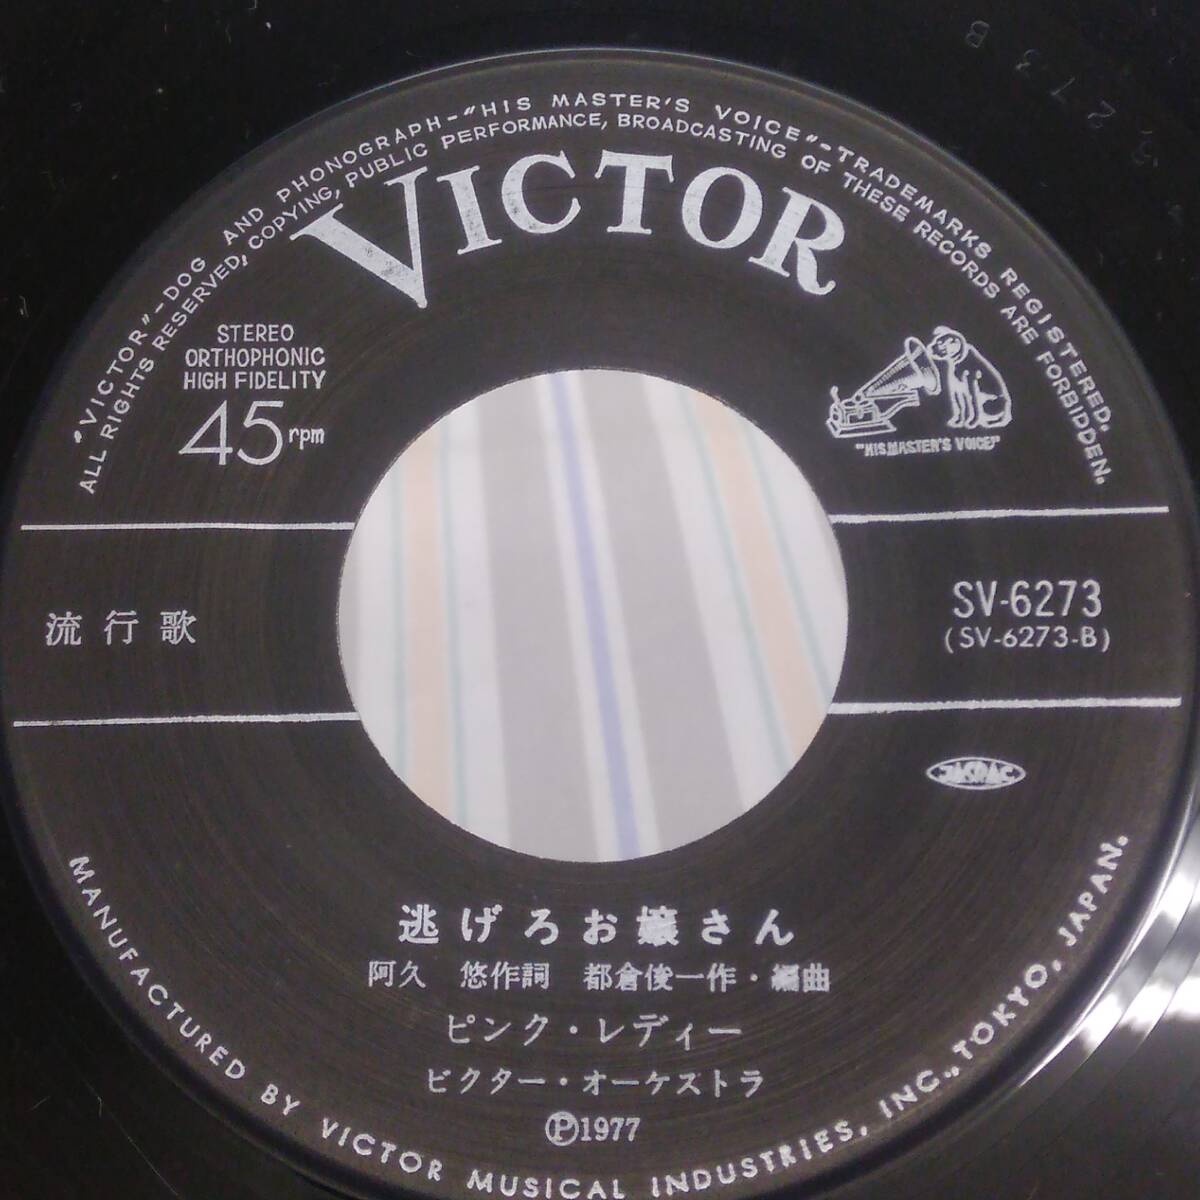 "VICTOR"-DOG AND PHONOGRAPH-"HIS MASTER'S VOICE"-TRADEMARKS REGISTERED.
ALL RIGHTS RESERVED, COPYING, PUBLIC PERFORMANCE, BROADCASTING OF THESE RECORDS ARE FORBIDDEN.
VICTOR
STEREO
ORTHOPHONIC
HIGH FIDELITY
45rpm
"HIS MASTER'S VOICE"
流行歌
SV-6273
(SV-6273-B)
JASRAC
逃げろお嬢さん
阿久 悠作詞 都倉俊一作・編曲
ピンク・レディー
ビクター・オーケストラ
Ⓟ1977
MANUFACTURED BY VICTOR MUSICAL INDUSTRIES, INC., TOKYO, JAPAN.